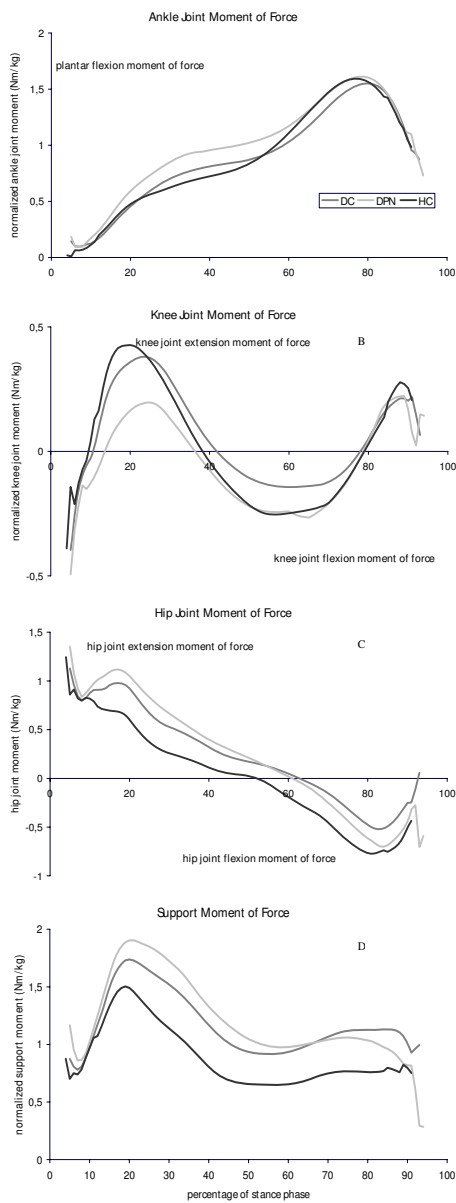 Ankle Joint Moment of Force
2
plantar flexion moment of force
1,5
1
0,5
0
normalized ankle joint moment (Nm/kg)
DC DPN HC
0 20 40 60 80 100
Knee Joint Moment of Force
0,5
knee joint extension moment of force
B
0
-0,5
normalized knee joint moment (Nm/kg)
0 20 40 60 80 100
knee joint flexion moment of force
Hip Joint Moment of Force
1,5
hip joint extension moment of force
C
1
0,5
0
-0,5
-1
hip joint moment (Nm/kg)
0 20 40 60 80 100
hip joint flexion moment of force
Support Moment of Force
2
D
1,5
1
0,5
0
normalized support moment (Nm/kg)
0 10 20 30 40 50 60 70 80 90 100
percentage of stance phase